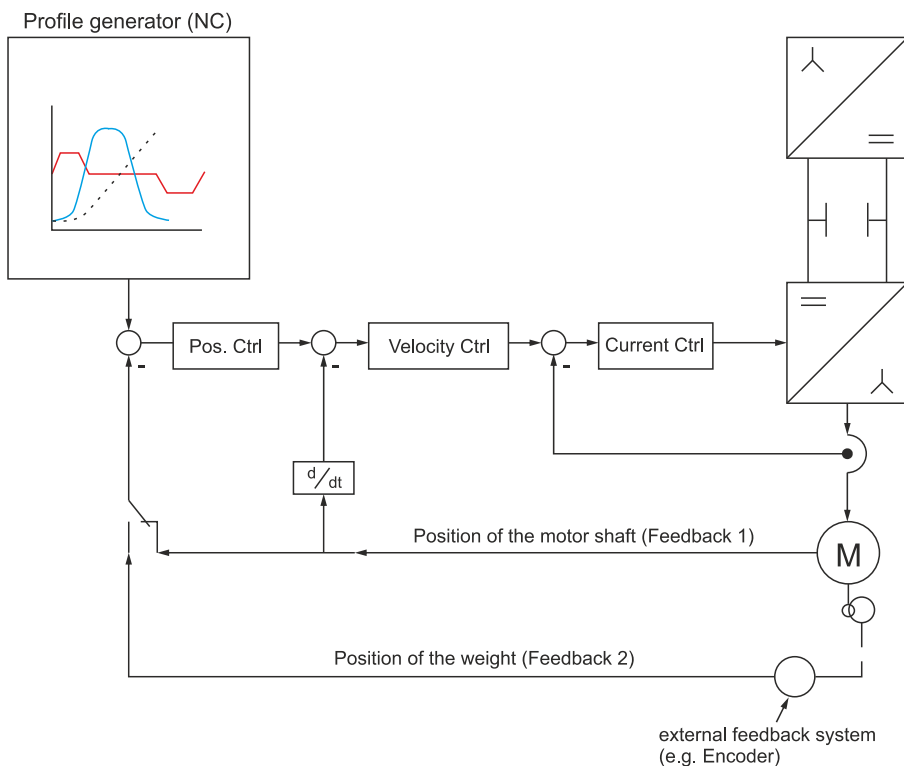 Profile generator (NC)
Pos. Ctrl
Velocity Ctrl
Current Ctrl
-
-
-
d/dt
Position of the motor shaft (Feedback 1)
M
Position of the weight (Feedback 2)
external feedback system
(e.g. Encoder)